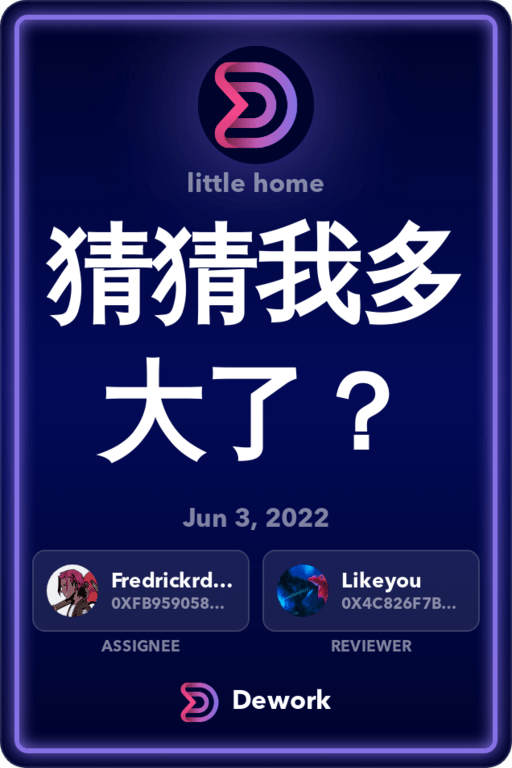 little home
猜猜我多
大了？
Jun 3, 2022
Fredrickrd...
0XFB959058...
Likeyou
0X4C826F7B...
ASSIGNEE
REVIEWER
Dework